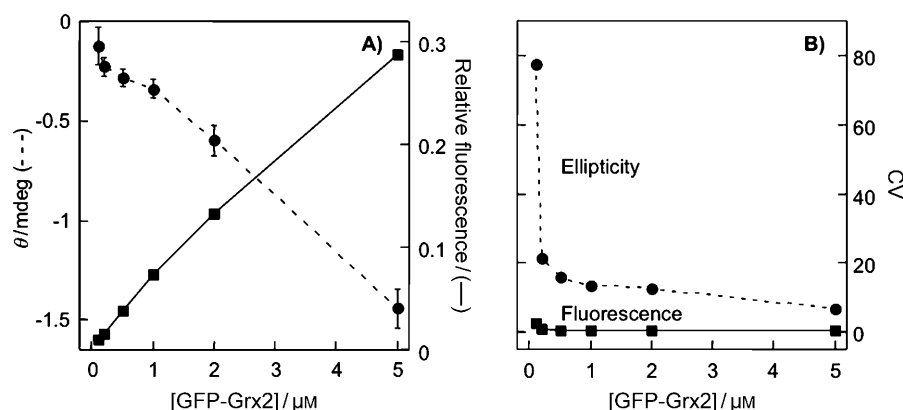 A)
0
-0.5
-1
-1.5
θ/mdeg (---)
0.3
0.2
0.1
0
Relative fluorescence/(—)
0 1 2 3 4 5
[GFP-Grx2]/μM
B)
80
60
40
20
0
CV
Ellipticity
Fluorescence
0 1 2 3 4 5
[GFP-Grx2]/μM